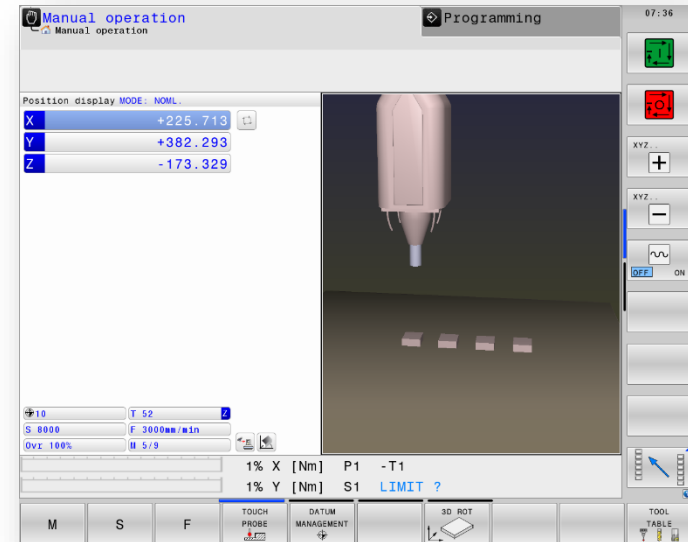 Manual operation
Manual operation
Programming
07:36
Position display MODE: NOML.
X +225.713
Y +382.293
Z -173.329
XYZ..
XYZ..
OFF ON
10
T 52 Z
S 8000
F 3000mm/min
Ovr 100%
M 5/9
1% X [Nm] P1 -T1
1% Y [Nm] S1 LIMIT ?
M
S
F
TOUCH PROBE
DATUM MANAGEMENT
3D ROT
TOOL TABLE